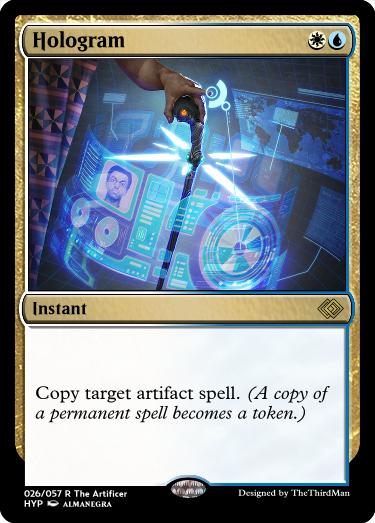 Hologram
Instant
Copy target artifact spell. (A copy
of a permanent spell becomes a token.)
026/057 R The Artificer
HYP ∞ ALMANEGRA
Designed by TheThirdMan